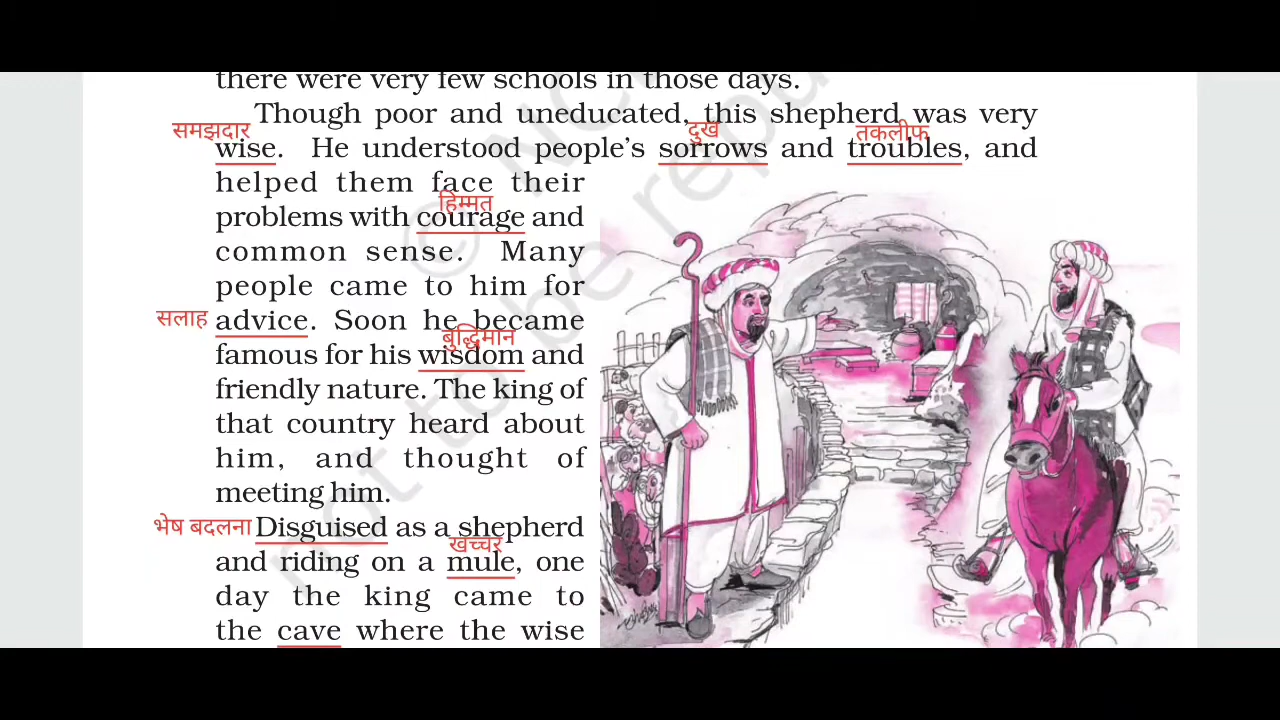 there were very few schools in those days.
Though poor and uneducated, this shepherd was very
समझदार दुख तकलीफ
wise. He understood people's sorrows and troubles, and
helped them face their
हिम्मत
problems with courage and
common sense. Many
people came to him for
सलाह advice. Soon he became
बुद्धिमान
famous for his wisdom and
friendly nature. The king of
that country heard about
him, and thought of
meeting him.
भेष बदलना Disguised as a shepherd
खच्चर
and riding on a mule, one
day the king came to
the cave where the wise